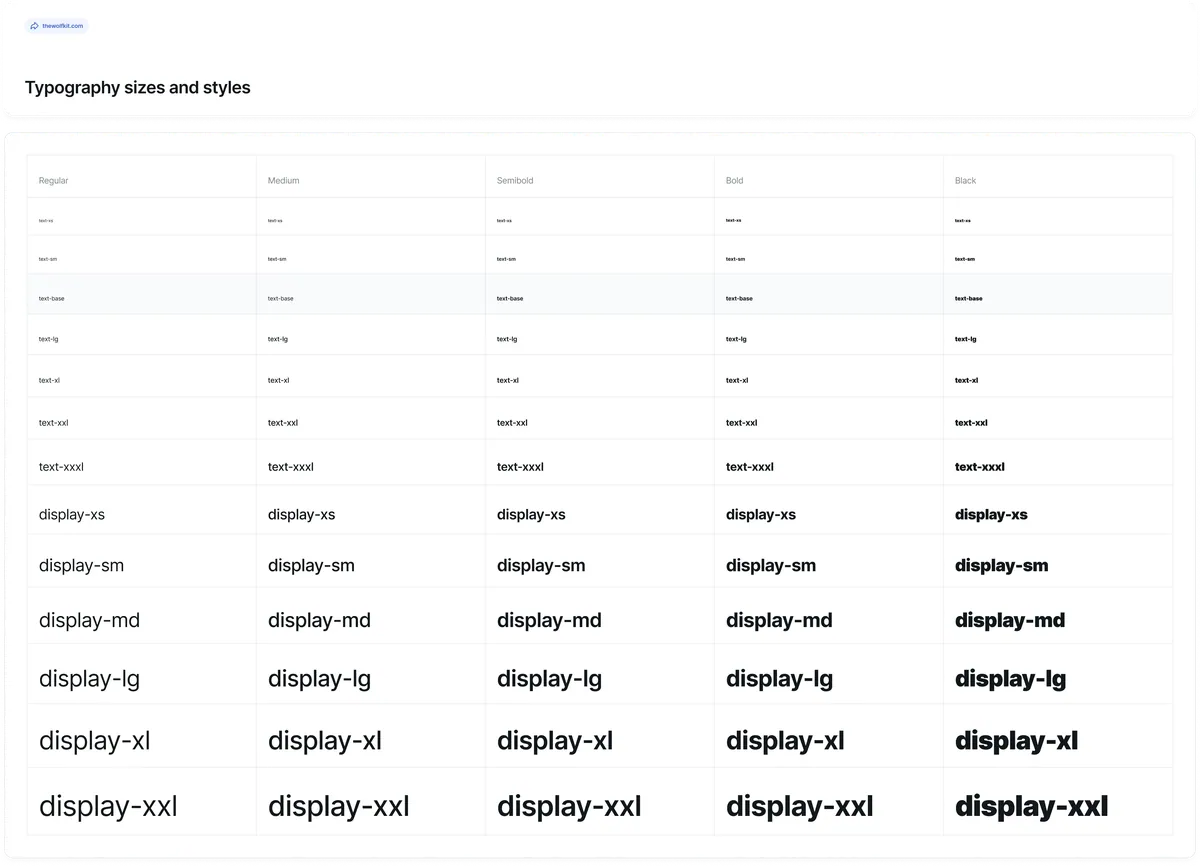 thewolfkit.com
Typography sizes and styles
Regular Medium Semibold Bold Black
text-xs text-xs text-xs text-xs text-xs
text-sm text-sm text-sm text-sm text-sm
text-base text-base text-base text-base text-base
text-lg text-lg text-lg text-lg text-lg
text-xl text-xl text-xl text-xl text-xl
text-xxl text-xxl text-xxl text-xxl text-xxl
text-xxxl text-xxxl text-xxxl text-xxxl text-xxxl
display-xs display-xs display-xs display-xs display-xs
display-sm display-sm display-sm display-sm display-sm
display-md display-md display-md display-md display-md
display-lg display-lg display-lg display-lg display-lg
display-xl display-xl display-xl display-xl display-xl
display-xxl display-xxl display-xxl display-xxl display-xxl